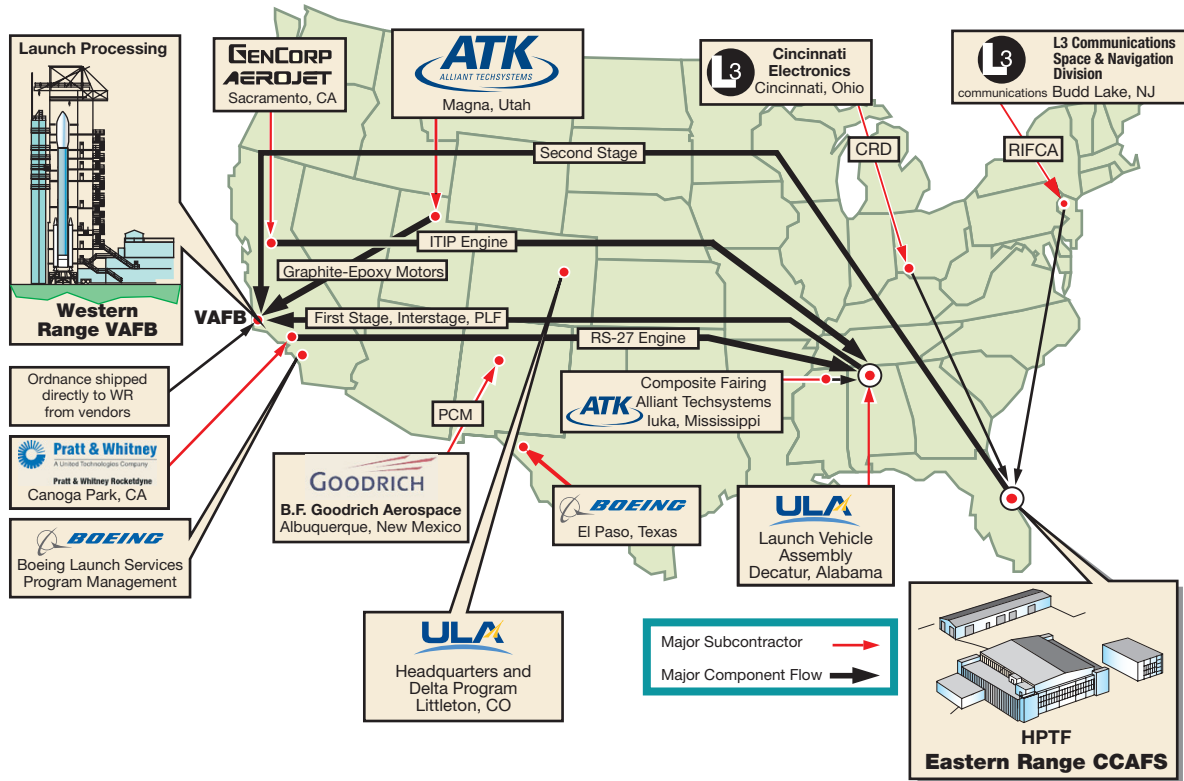 Launch Processing
Western
Range VAFB
GENCORP
AEROJET
Sacramento, CA
ATK
ALLIANT TECHSYSTEMS
Magna, Utah
L3
Cincinnati
Electronics
Cincinnati, Ohio
L3
communications
L3 Communications
Space & Navigation
Division
Budd Lake, NJ
Second Stage
CRD
RIFCA
ITIP Engine
Graphite-Epoxy Motors
VAFB
First Stage, Interstage, PLF
RS-27 Engine
Ordnance shipped
directly to WR
from vendors
Pratt & Whitney
A United Technologies Company
Pratt & Whitney Rocketdyne
Canoga Park, CA
BOEING
Boeing Launch Services
Program Management
PCM
GOODRICH
B.F. Goodrich Aerospace
Albuquerque, New Mexico
BOEING
El Paso, Texas
ATK
Composite Fairing
Alliant Techsystems
Iuka, Mississippi
ULA
Launch Vehicle
Assembly
Decatur, Alabama
ULA
Headquarters and
Delta Program
Littleton, CO
Major Subcontractor
Major Component Flow
HPTF
Eastern Range CCAFS